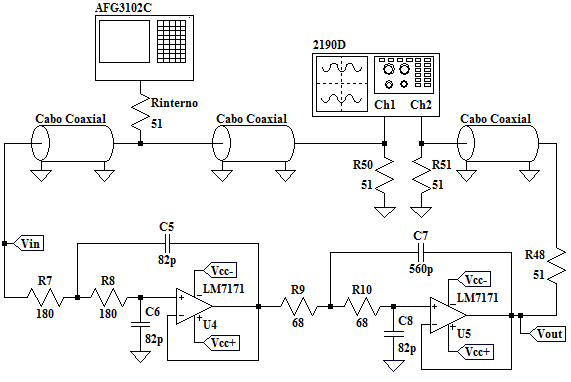 AFG3102C
2190D
Rinterno
51
Ch1 Ch2
Cabo Coaxial
Cabo Coaxial
Cabo Coaxial
R50
51
R51
51
Vin
C5
82p
C7
560p
R48
51
R7
180
R8
180
C6
82p
Vcc-
LM7171
U4
Vcc+
+
-
-
+
R9
68
R10
68
C8
82p
Vcc-
LM7171
U5
Vcc+
+
-
-
+
Vout